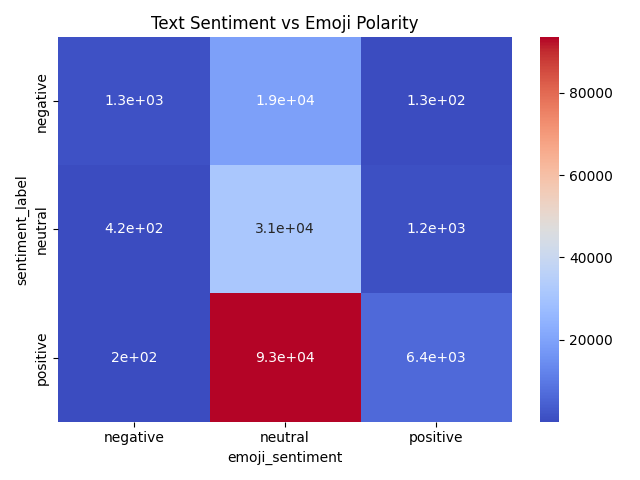 Text Sentiment vs Emoji Polarity
sentiment_label
negative
neutral
positive
1.3e+03 1.9e+04 1.3e+02
4.2e+02 3.1e+04 1.2e+03
2e+02 9.3e+04 6.4e+03
negative neutral positive
emoji_sentiment
80000
60000
40000
20000